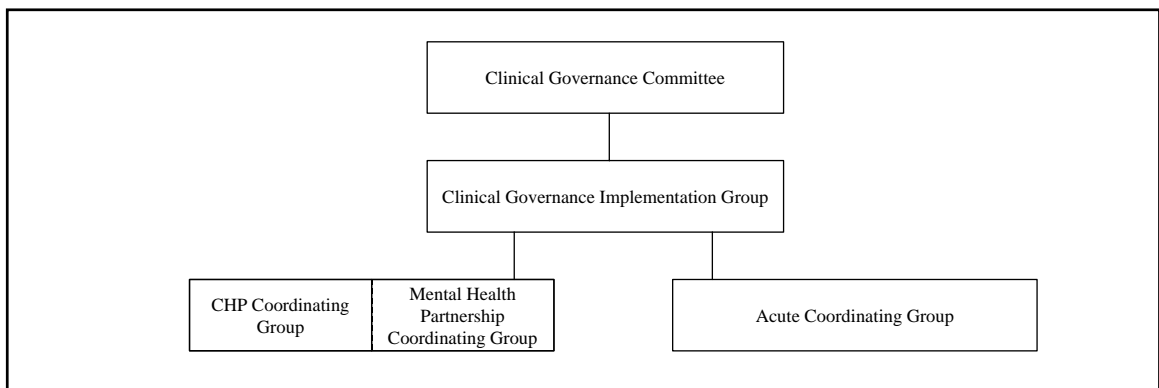 Clinical Governance Committee
Clinical Governance Implementation Group
CHP Coordinating
Group
Mental Health
Partnership
Coordinating Group
Acute Coordinating Group